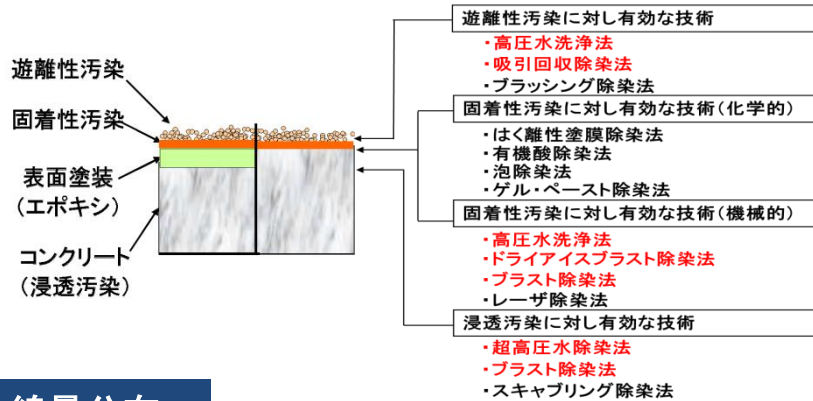 遊離性汚染
固着性汚染
表面塗装
(エポキシ)
コンクリート
(浸透汚染)
遊離性汚染に対し有効な技術
・高圧水洗浄法
・吸引回収除染法
・ブラッシング除染法
固着性汚染に対し有効な技術(化学的)
・はく離性塗膜除染法
・有機酸除染法
・泡除染法
・ゲル・ペースト除染法
固着性汚染に対し有効な技術(機械的)
・高圧水洗浄法
・ドライアイスブラスト除染法
・ブラスト除染法
・レーザ除染法
浸透汚染に対し有効な技術
・超高圧水除染法
・ブラスト除染法
・スキャブリング除染法